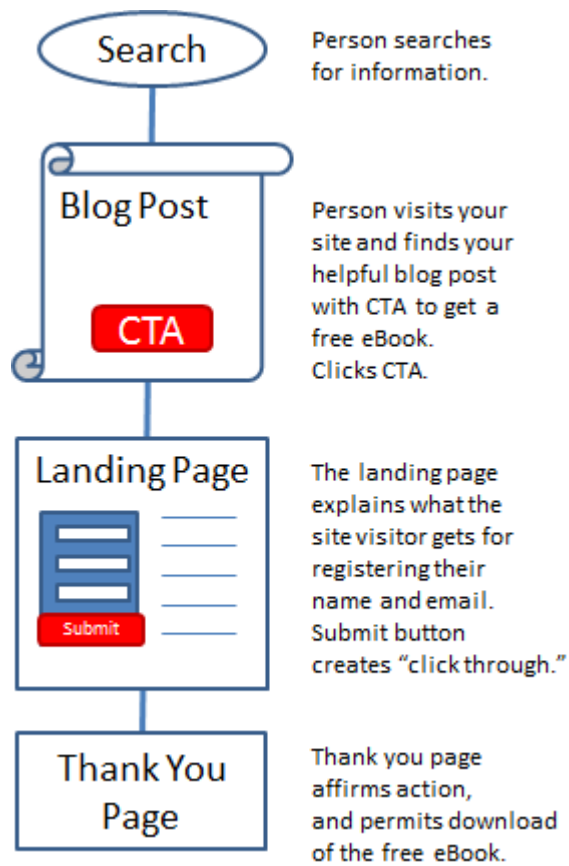 Search
Person searches
for information.
Blog Post
CTA
Person visits your
site and finds your
helpful blog post
with CTA to get a
free eBook.
Clicks CTA.
Landing Page
Submit
The landing page
explains what the
site visitor gets for
registering their
name and email.
Submit button
creates “click through.”
Thank You
Page
Thank you page
affirms action,
and permits download
of the free eBook.